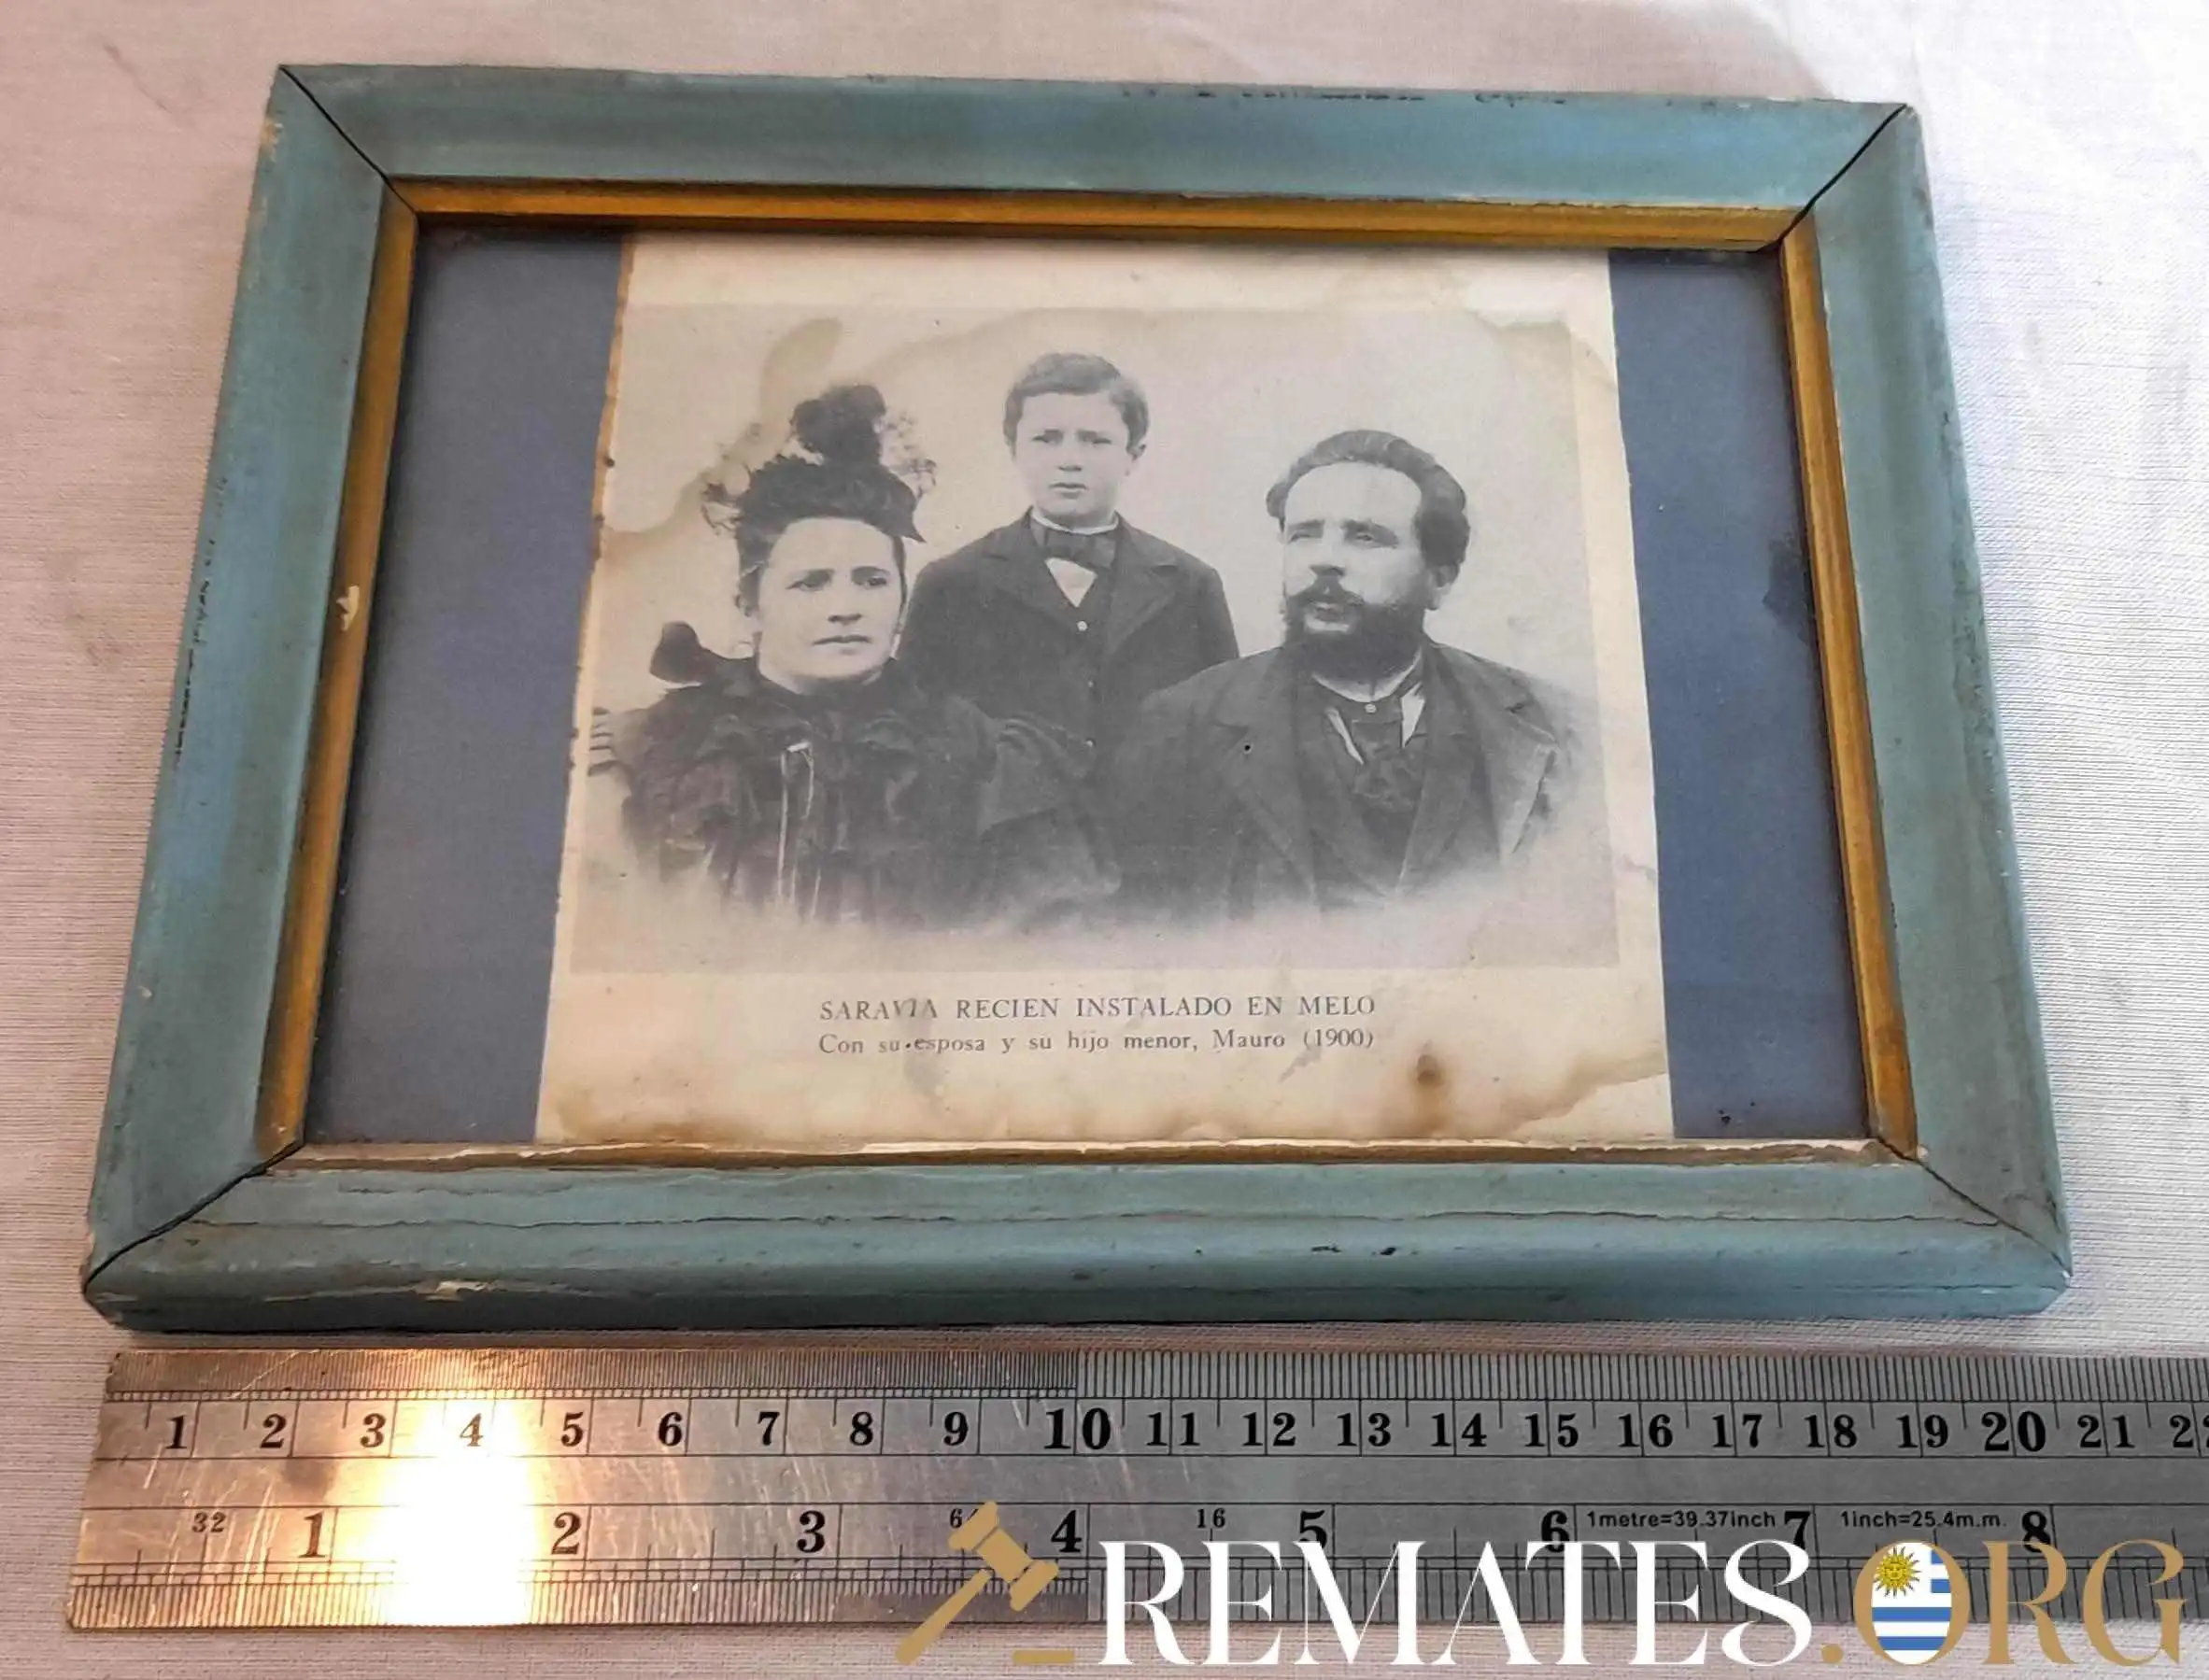 SARAVIA RECIEN INSTALADO EN MELO
Con su esposa y su hijo menor, Mauro (1900)
1 2 3 4 5 6 7 8 9 10 11 12 13 14 15 16 17 18 19 20 21
32 1 2 3 64 4 16 5 6 1metre=39.37inch 7 1inch=25.4m.m. 8
REMATES.ORG